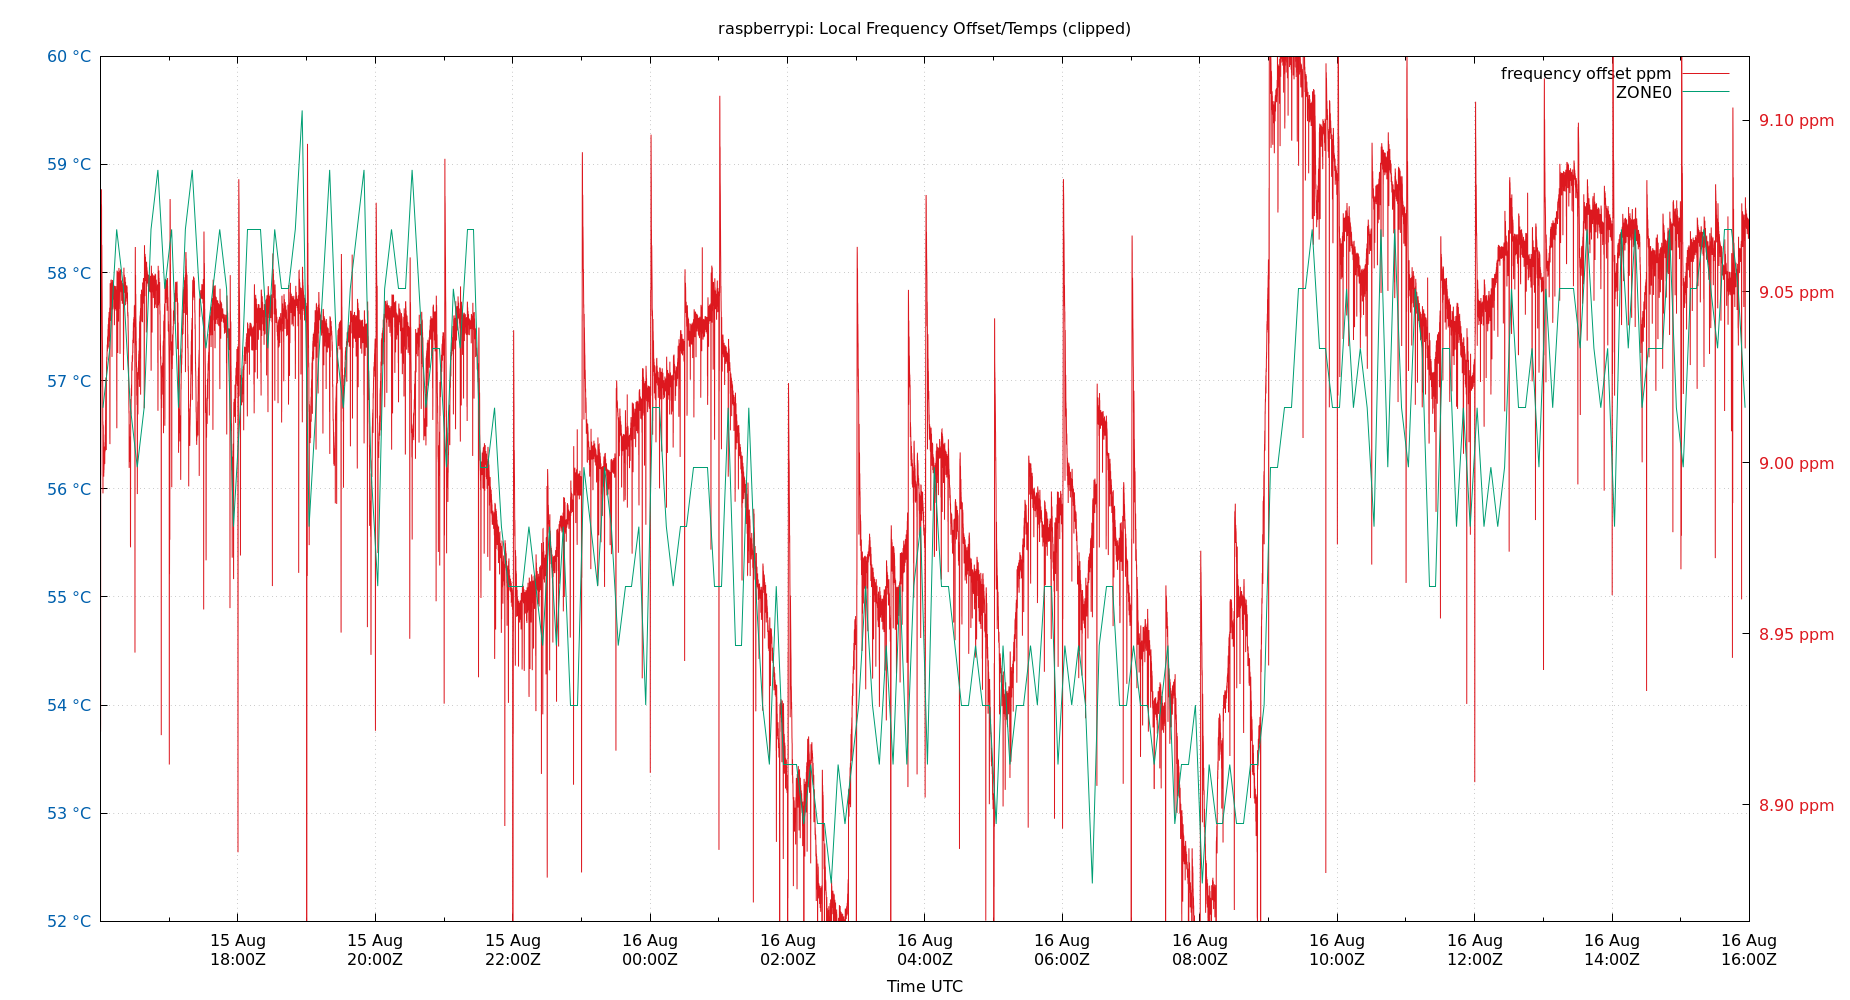 raspberrypi: Local Frequency Offset/Temps (clipped)
60 °C
59 °C
58 °C
57 °C
56 °C
55 °C
54 °C
53 °C
52 °C
frequency offset ppm
ZONE0
9.10 ppm
9.05 ppm
9.00 ppm
8.95 ppm
8.90 ppm
15 Aug 15 Aug 15 Aug 16 Aug 16 Aug 16 Aug 16 Aug 16 Aug 16 Aug 16 Aug 16 Aug 16 Aug
18:00Z 20:00Z 22:00Z 00:00Z 02:00Z 04:00Z 06:00Z 08:00Z 10:00Z 12:00Z 14:00Z 16:00Z
Time UTC